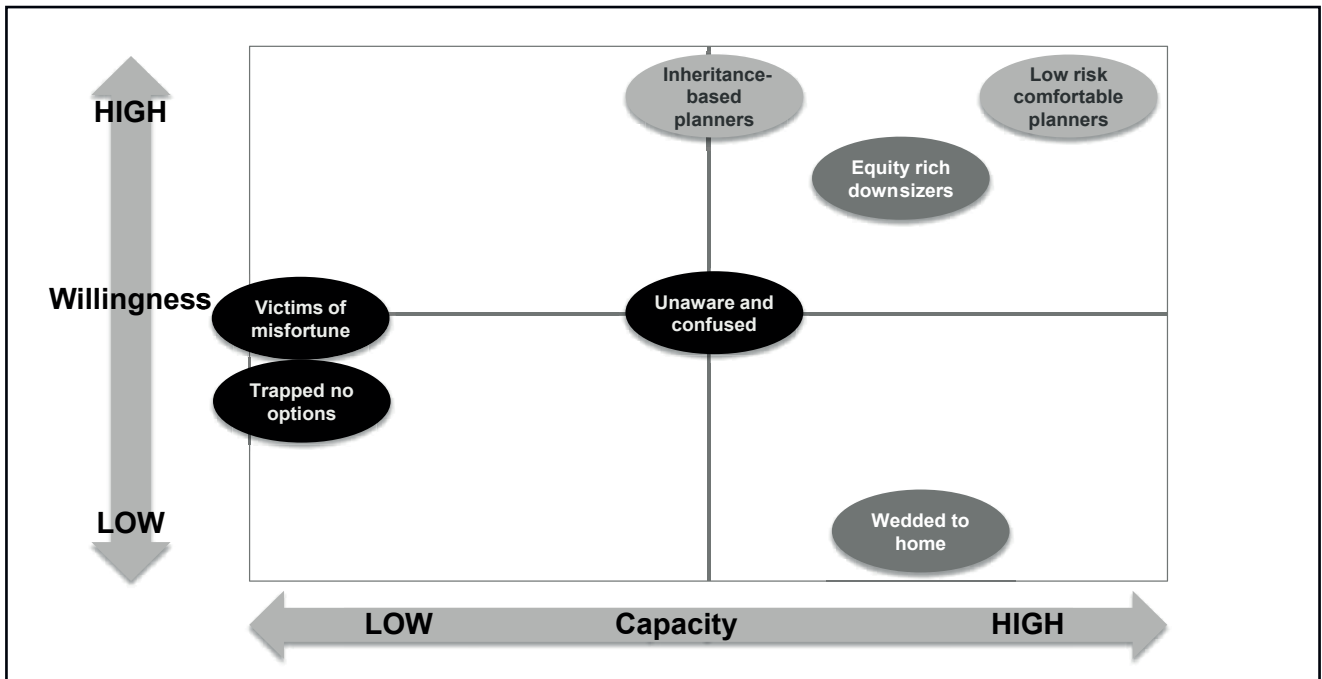 HIGH
Willingness
LOW
Inheritance-
based
planners
Low risk
comfortable
planners
Equity rich
downsizers
Victims of
misfortune
Unaware and
confused
Trapped no
options
Wedded to
home
LOW Capacity HIGH